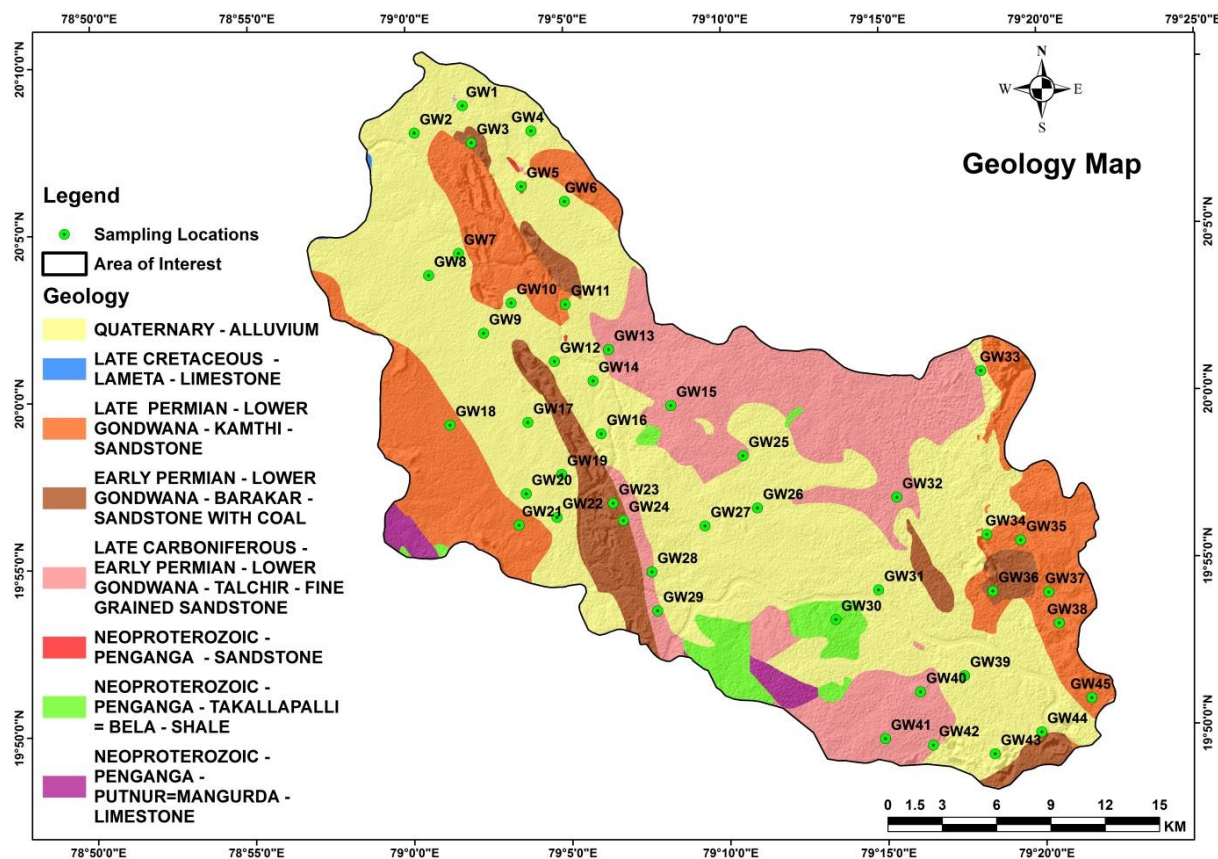 78°50'0"E 78°55'0"E 79°0'0"E 79°5'0"E 79°10'0"E 79°15'0"E 79°20'0"E 79°25'0"E
20°10'0"N
20°5'0"N
20°0'0"N
19°55'0"N
19°50'0"N
N
W E
S
Geology Map
Legend
Sampling Locations
Area of Interest
Geology
QUATERNARY - ALLUVIUM
LATE CRETACEOUS -
LAMETA - LIMESTONE
LATE PERMIAN - LOWER
GONDWANA - KAMTHI -
SANDSTONE
EARLY PERMIAN - LOWER
GONDWANA - BARAKAR -
SANDSTONE WITH COAL
LATE CARBONIFEROUS -
EARLY PERMIAN - LOWER
GONDWANA - TALCHIR - FINE
GRAINED SANDSTONE
NEOPROTEROZOIC -
PENGANGA - SANDSTONE
NEOPROTEROZOIC -
PENGANGA - TAKALLAPALLI
= BELA - SHALE
NEOPROTEROZOIC -
PENGANGA -
PUTNUR=MANGURDA -
LIMESTONE
GW1
GW2
GW3
GW4
GW5
GW6
GW7
GW8
GW9
GW10
GW11
GW12
GW13
GW14
GW15
GW16
GW17
GW18
GW19
GW20
GW21
GW22
GW23
GW24
GW25
GW26
GW27
GW28
GW29
GW30
GW31
GW32
GW33
GW34
GW35
GW36
GW37
GW38
GW39
GW40
GW41
GW42
GW43
GW44
GW45
20°10'0"N
20°5'0"N
20°0'0"N
19°55'0"N
19°50'0"N
0 1.5 3 6 9 12 15
KM
78°50'0"E 78°55'0"E 79°0'0"E 79°5'0"E 79°10'0"E 79°15'0"E 79°20'0"E